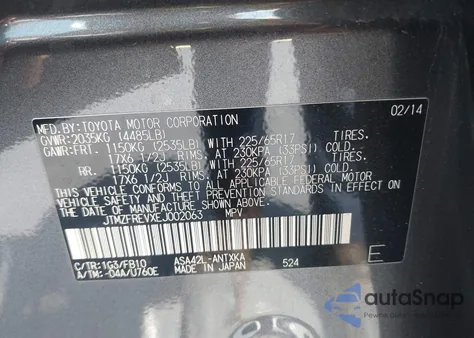 MFD.BY: TOYOTA MOTOR CORPORATION 02/14
GVWR: 2035KG (4485LB)
GAWR:FRT. 1150KG (2535LB) WITH 225/65R17 TIRES.
17X6 1/2J RIMS, AT 230KPA (33PSI) COLD.
RR. 1150KG (2535LB) WITH 225/65R17 TIRES.
17X6 1/2J RIMS, AT 230KPA (33PSI) COLD.
THIS VEHICLE CONFORMS TO ALL APPLICABLE FEDERAL MOTOR
VEHICLE SAFETY AND THEFT PREVENTION STANDARDS IN
EFFECT ON THE DATE OF MANUFACTURE SHOWN ABOVE.
JTMZFREVXEJ002063 MPV
C/TR:1G3/FB10 ASA42L-ANTXKA E
A/TM:-04A/U760E MADE IN JAPAN 524
autoSnap